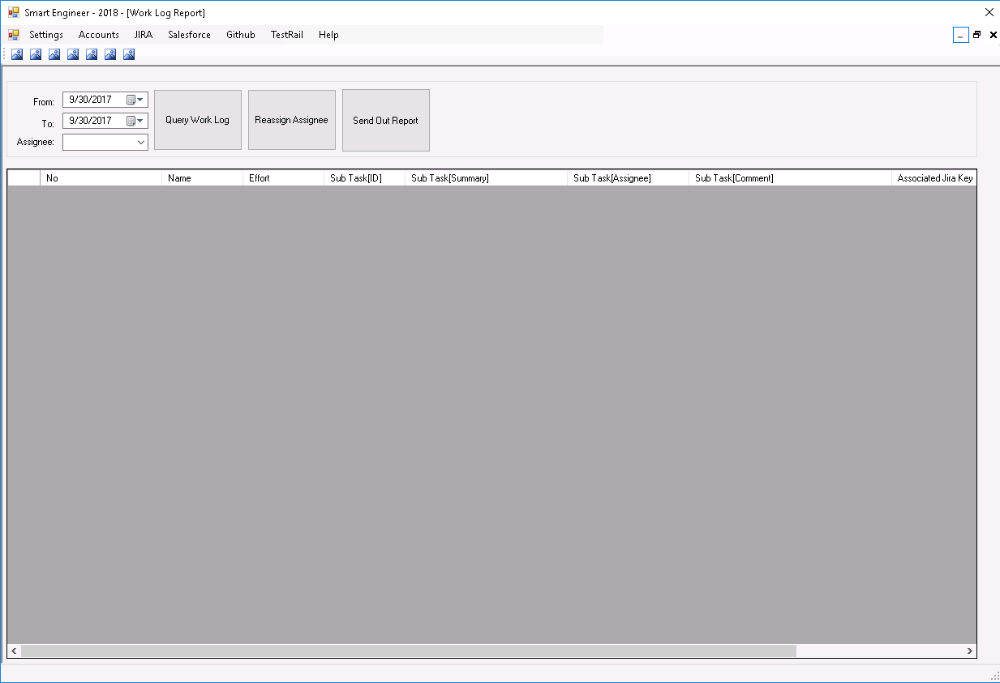 Smart Engineer - 2018 - [Work Log Report]
Settings Accounts JIRA Salesforce Github TestRail Help
From: 9/30/2017
To: 9/30/2017
Assignee:
Query Work Log
Reassign Assignee
Send Out Report
No Name Effort Sub Task[ID] Sub Task[Summary] Sub Task[Assignee] Sub Task[Comment] Associated Jira Key